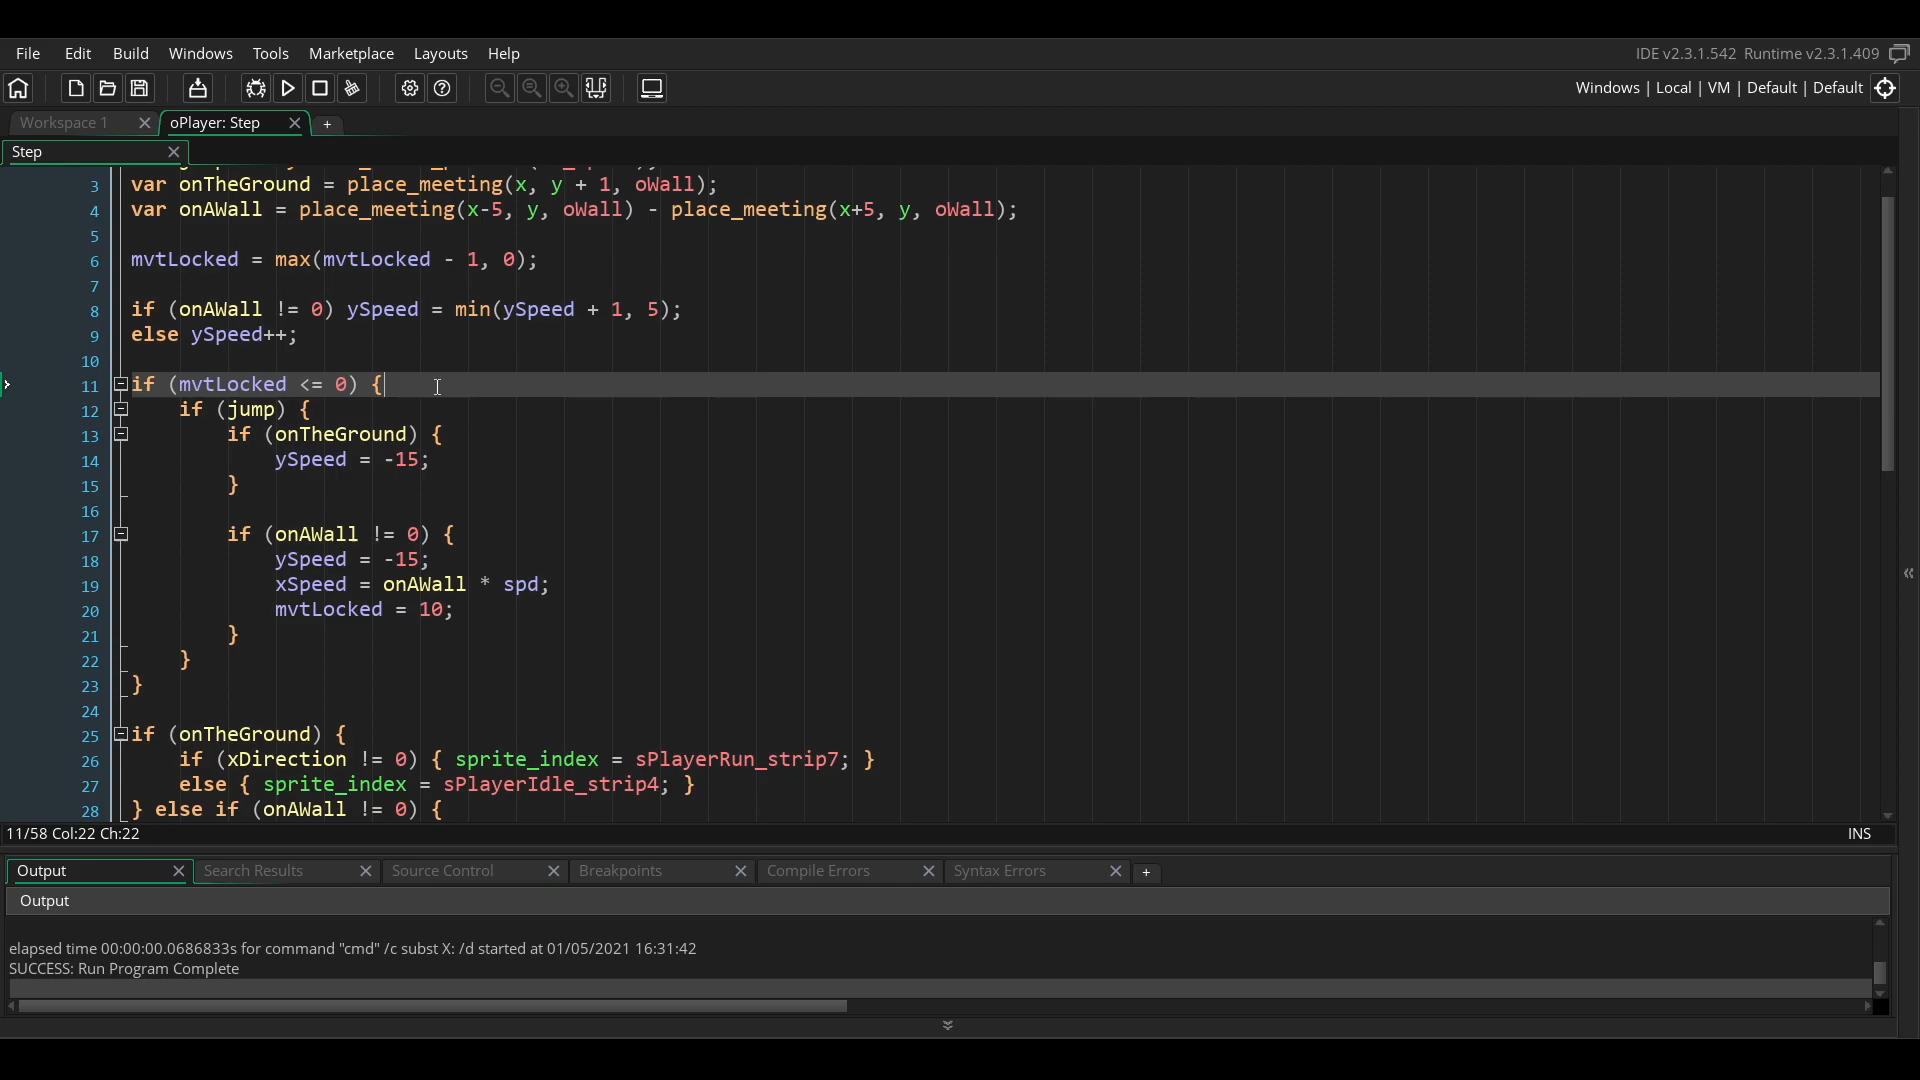 File Edit Build Windows Tools Marketplace Layouts Help
IDE v2.3.1.542 Runtime v2.3.1.409
Windows | Local | VM | Default | Default
Workspace 1
oPlayer: Step
+
Step
3 var onTheGround = place_meeting(x, y + 1, oWall);
4 var onAWall = place_meeting(x-5, y, oWall) - place_meeting(x+5, y, oWall);
5
6 mvtLocked = max(mvtLocked - 1, 0);
7
8 if (onAWall != 0) ySpeed = min(ySpeed + 1, 5);
9 else ySpeed++;
10
11 if (mvtLocked <= 0) {
12 if (jump) {
13 if (onTheGround) {
14 ySpeed = -15;
15 }
16
17 if (onAWall != 0) {
18 ySpeed = -15;
19 xSpeed = onAWall * spd;
20 mvtLocked = 10;
21 }
22 }
23 }
24
25 if (onTheGround) {
26 if (xDirection != 0) { sprite_index = sPlayerRun_strip7; }
27 else { sprite_index = sPlayerIdle_strip4; }
28 } else if (onAWall != 0) {
11/58 Col:22 Ch:22 INS
Output Search Results Source Control Breakpoints Compile Errors Syntax Errors +
Output
elapsed time 00:00:00.0686833s for command "cmd" /c subst X: /d started at 01/05/2021 16:31:42
SUCCESS: Run Program Complete